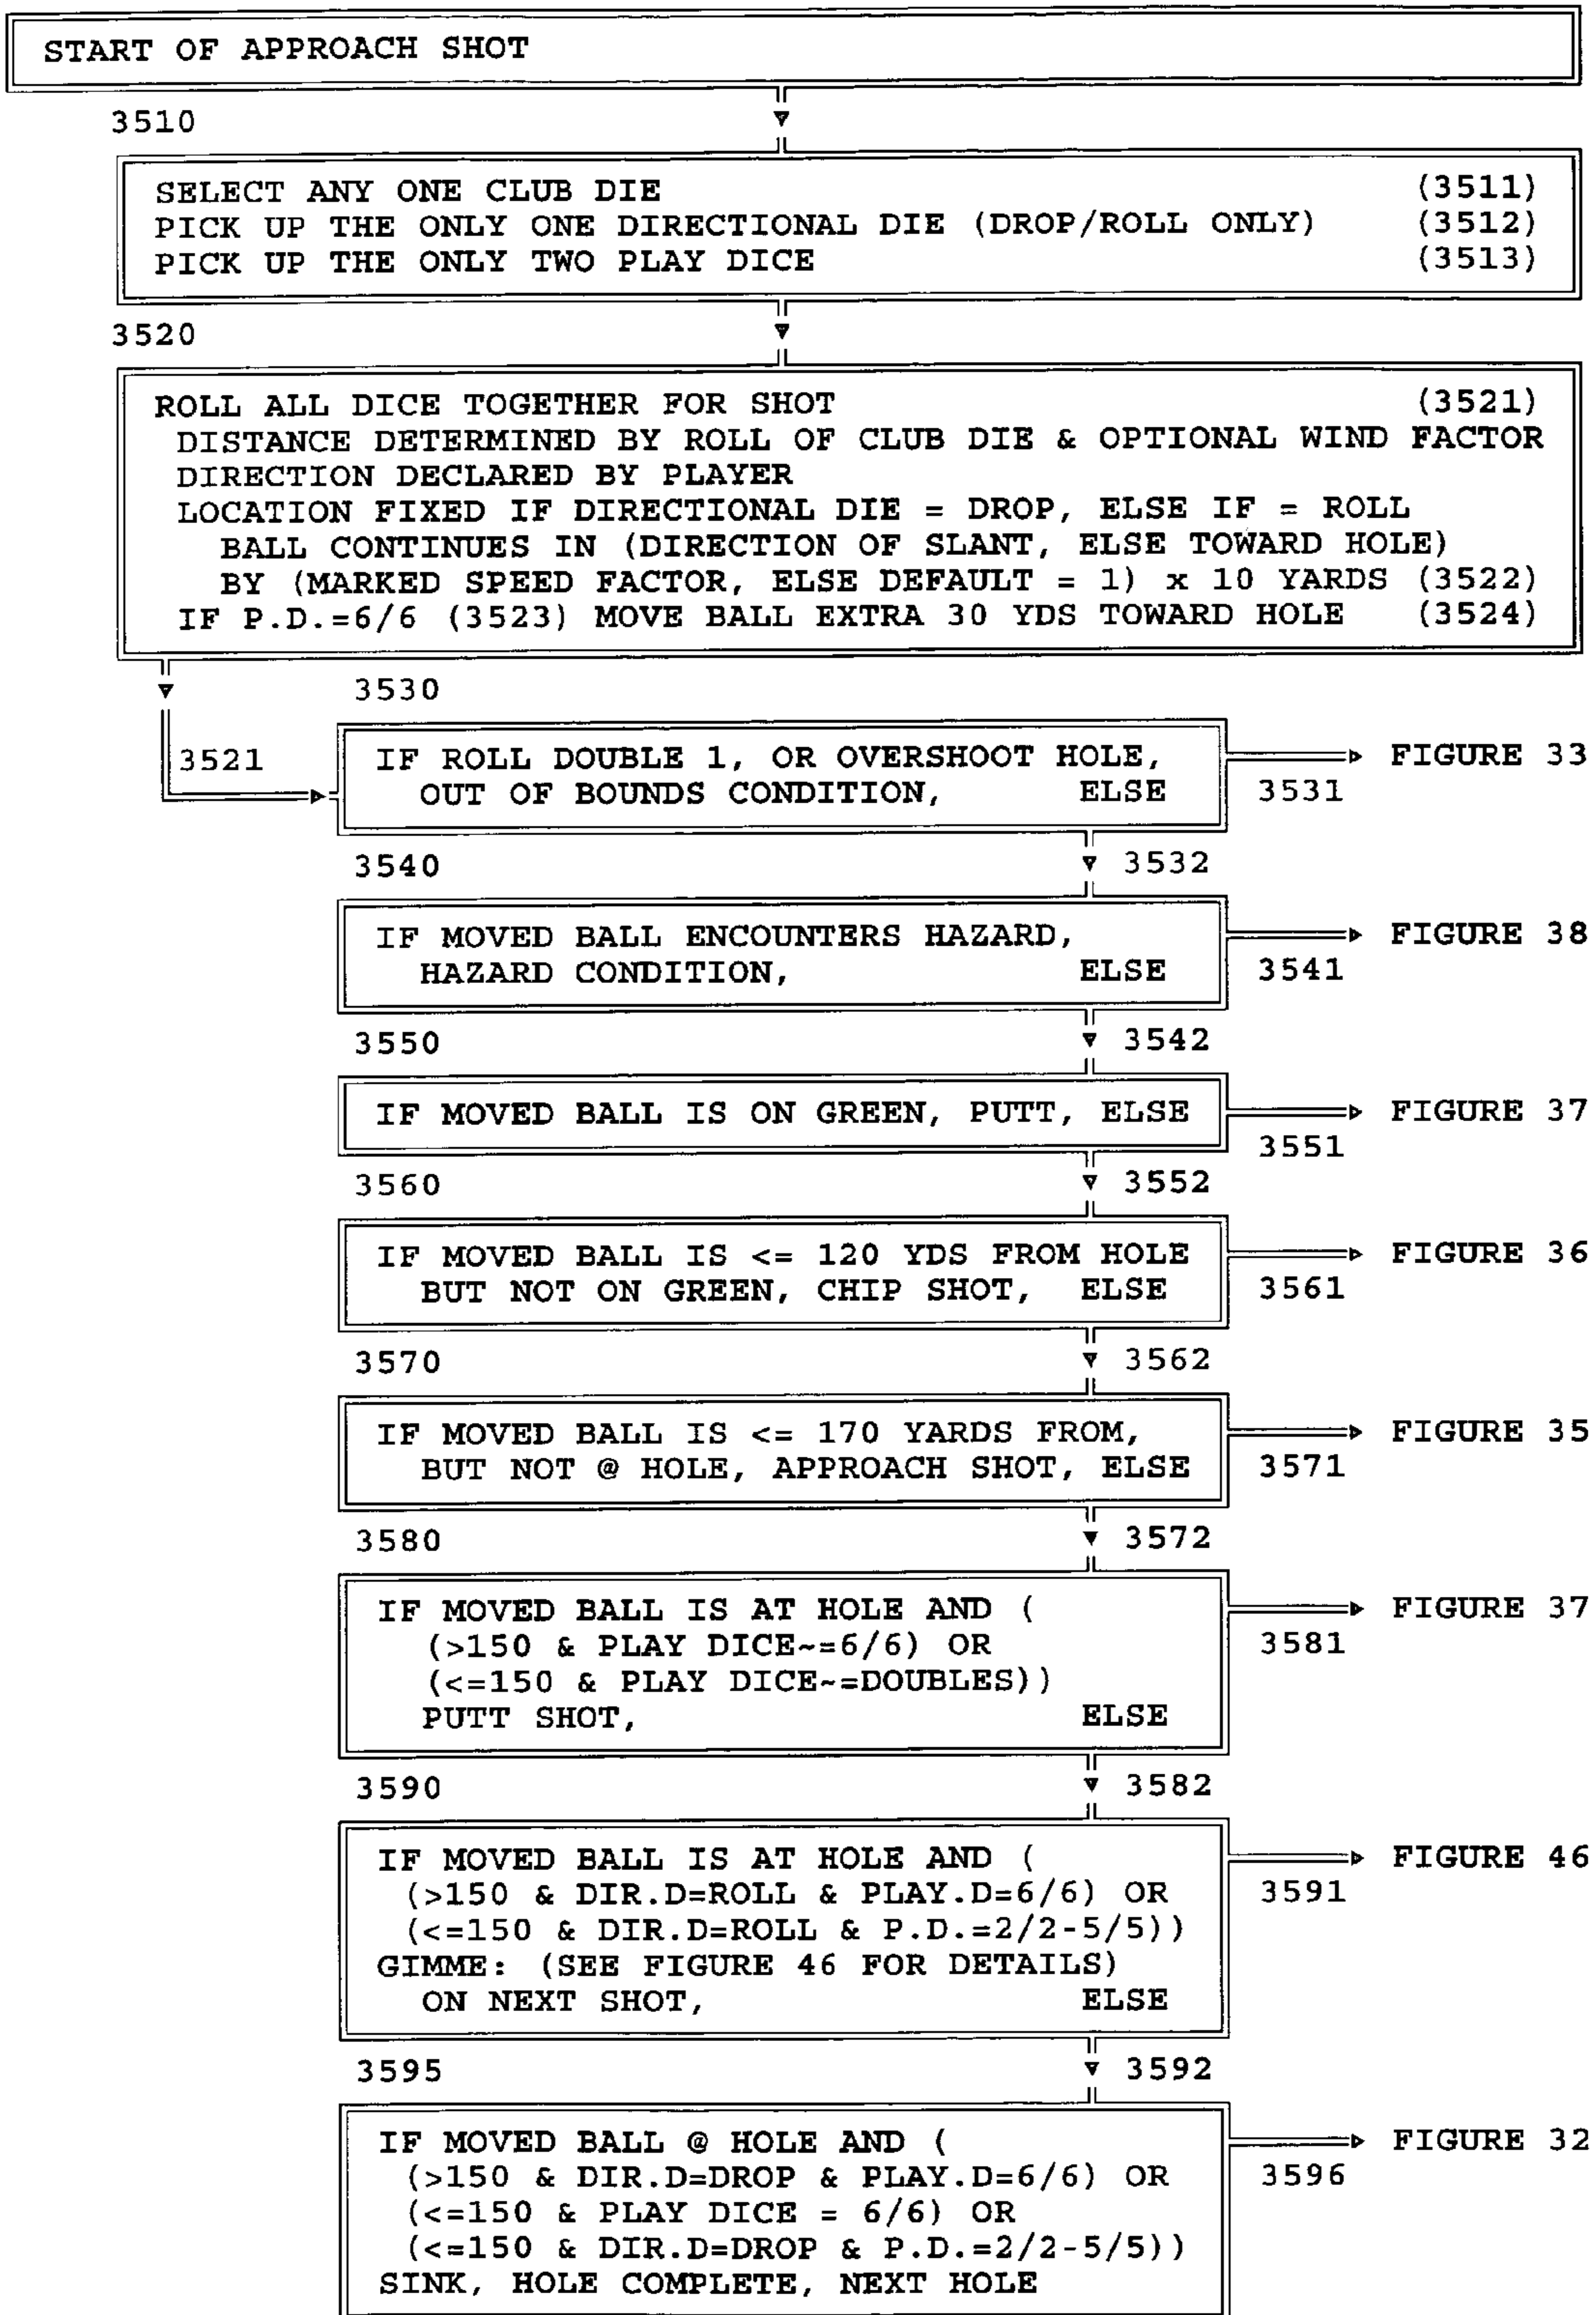 START OF APPROACH SHOT
3510
SELECT ANY ONE CLUB DIE (3511)
PICK UP THE ONLY ONE DIRECTIONAL DIE (DROP/ROLL ONLY) (3512)
PICK UP THE ONLY TWO PLAY DICE (3513)
3520
ROLL ALL DICE TOGETHER FOR SHOT (3521)
DISTANCE DETERMINED BY ROLL OF CLUB DIE & OPTIONAL WIND FACTOR
DIRECTION DECLARED BY PLAYER
LOCATION FIXED IF DIRECTIONAL DIE = DROP, ELSE IF = ROLL
BALL CONTINUES IN (DIRECTION OF SLANT, ELSE TOWARD HOLE)
BY (MARKED SPEED FACTOR, ELSE DEFAULT = 1) x 10 YARDS (3522)
IF P.D.=6/6 (3523) MOVE BALL EXTRA 30 YDS TOWARD HOLE (3524)
3530
3521
IF ROLL DOUBLE 1, OR OVERSHOOT HOLE,
OUT OF BOUNDS CONDITION, ELSE
FIGURE 33
3531
3540
3532
IF MOVED BALL ENCOUNTERS HAZARD,
HAZARD CONDITION, ELSE
FIGURE 38
3541
3550
3542
IF MOVED BALL IS ON GREEN, PUTT, ELSE
FIGURE 37
3551
3560
3552
IF MOVED BALL IS <= 120 YDS FROM HOLE
BUT NOT ON GREEN, CHIP SHOT, ELSE
FIGURE 36
3561
3570
3562
IF MOVED BALL IS <= 170 YARDS FROM,
BUT NOT @ HOLE, APPROACH SHOT, ELSE
FIGURE 35
3571
3580
3572
IF MOVED BALL IS AT HOLE AND (
(>150 & PLAY DICE~=6/6) OR
(<=150 & PLAY DICE~=DOUBLES))
PUTT SHOT, ELSE
FIGURE 37
3581
3590
3582
IF MOVED BALL IS AT HOLE AND (
(>150 & DIR.D=ROLL & PLAY.D=6/6) OR
(<=150 & DIR.D=ROLL & P.D.=2/2-5/5))
GIMME: (SEE FIGURE 46 FOR DETAILS)
ON NEXT SHOT, ELSE
FIGURE 46
3591
3595
3592
IF MOVED BALL @ HOLE AND (
(>150 & DIR.D=DROP & PLAY.D=6/6) OR
(<=150 & PLAY DICE = 6/6) OR
(<=150 & DIR.D=DROP & P.D.=2/2-5/5))
SINK, HOLE COMPLETE, NEXT HOLE
FIGURE 32
3596